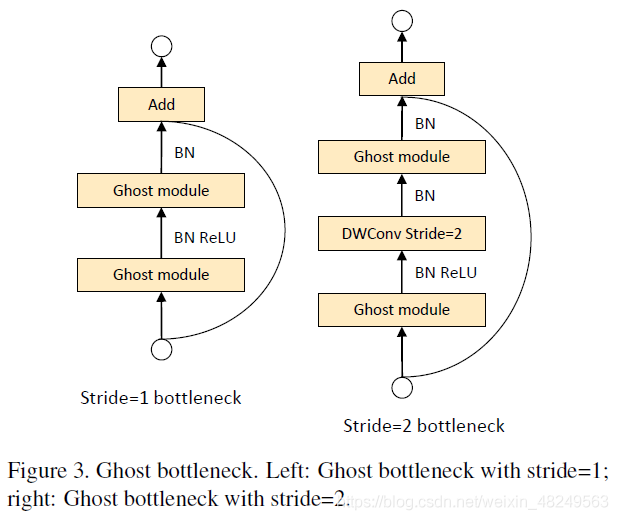 Add
BN
Ghost module
BN ReLU
Ghost module
Stride=1 bottleneck
Add
BN
Ghost module
BN
DWConv Stride=2
BN ReLU
Ghost module
Stride=2 bottleneck
Figure 3. Ghost bottleneck. Left: Ghost bottleneck with stride=1;
right: Ghost bottleneck with stride=2.
https://blog.csdn.net/weixin_48249563